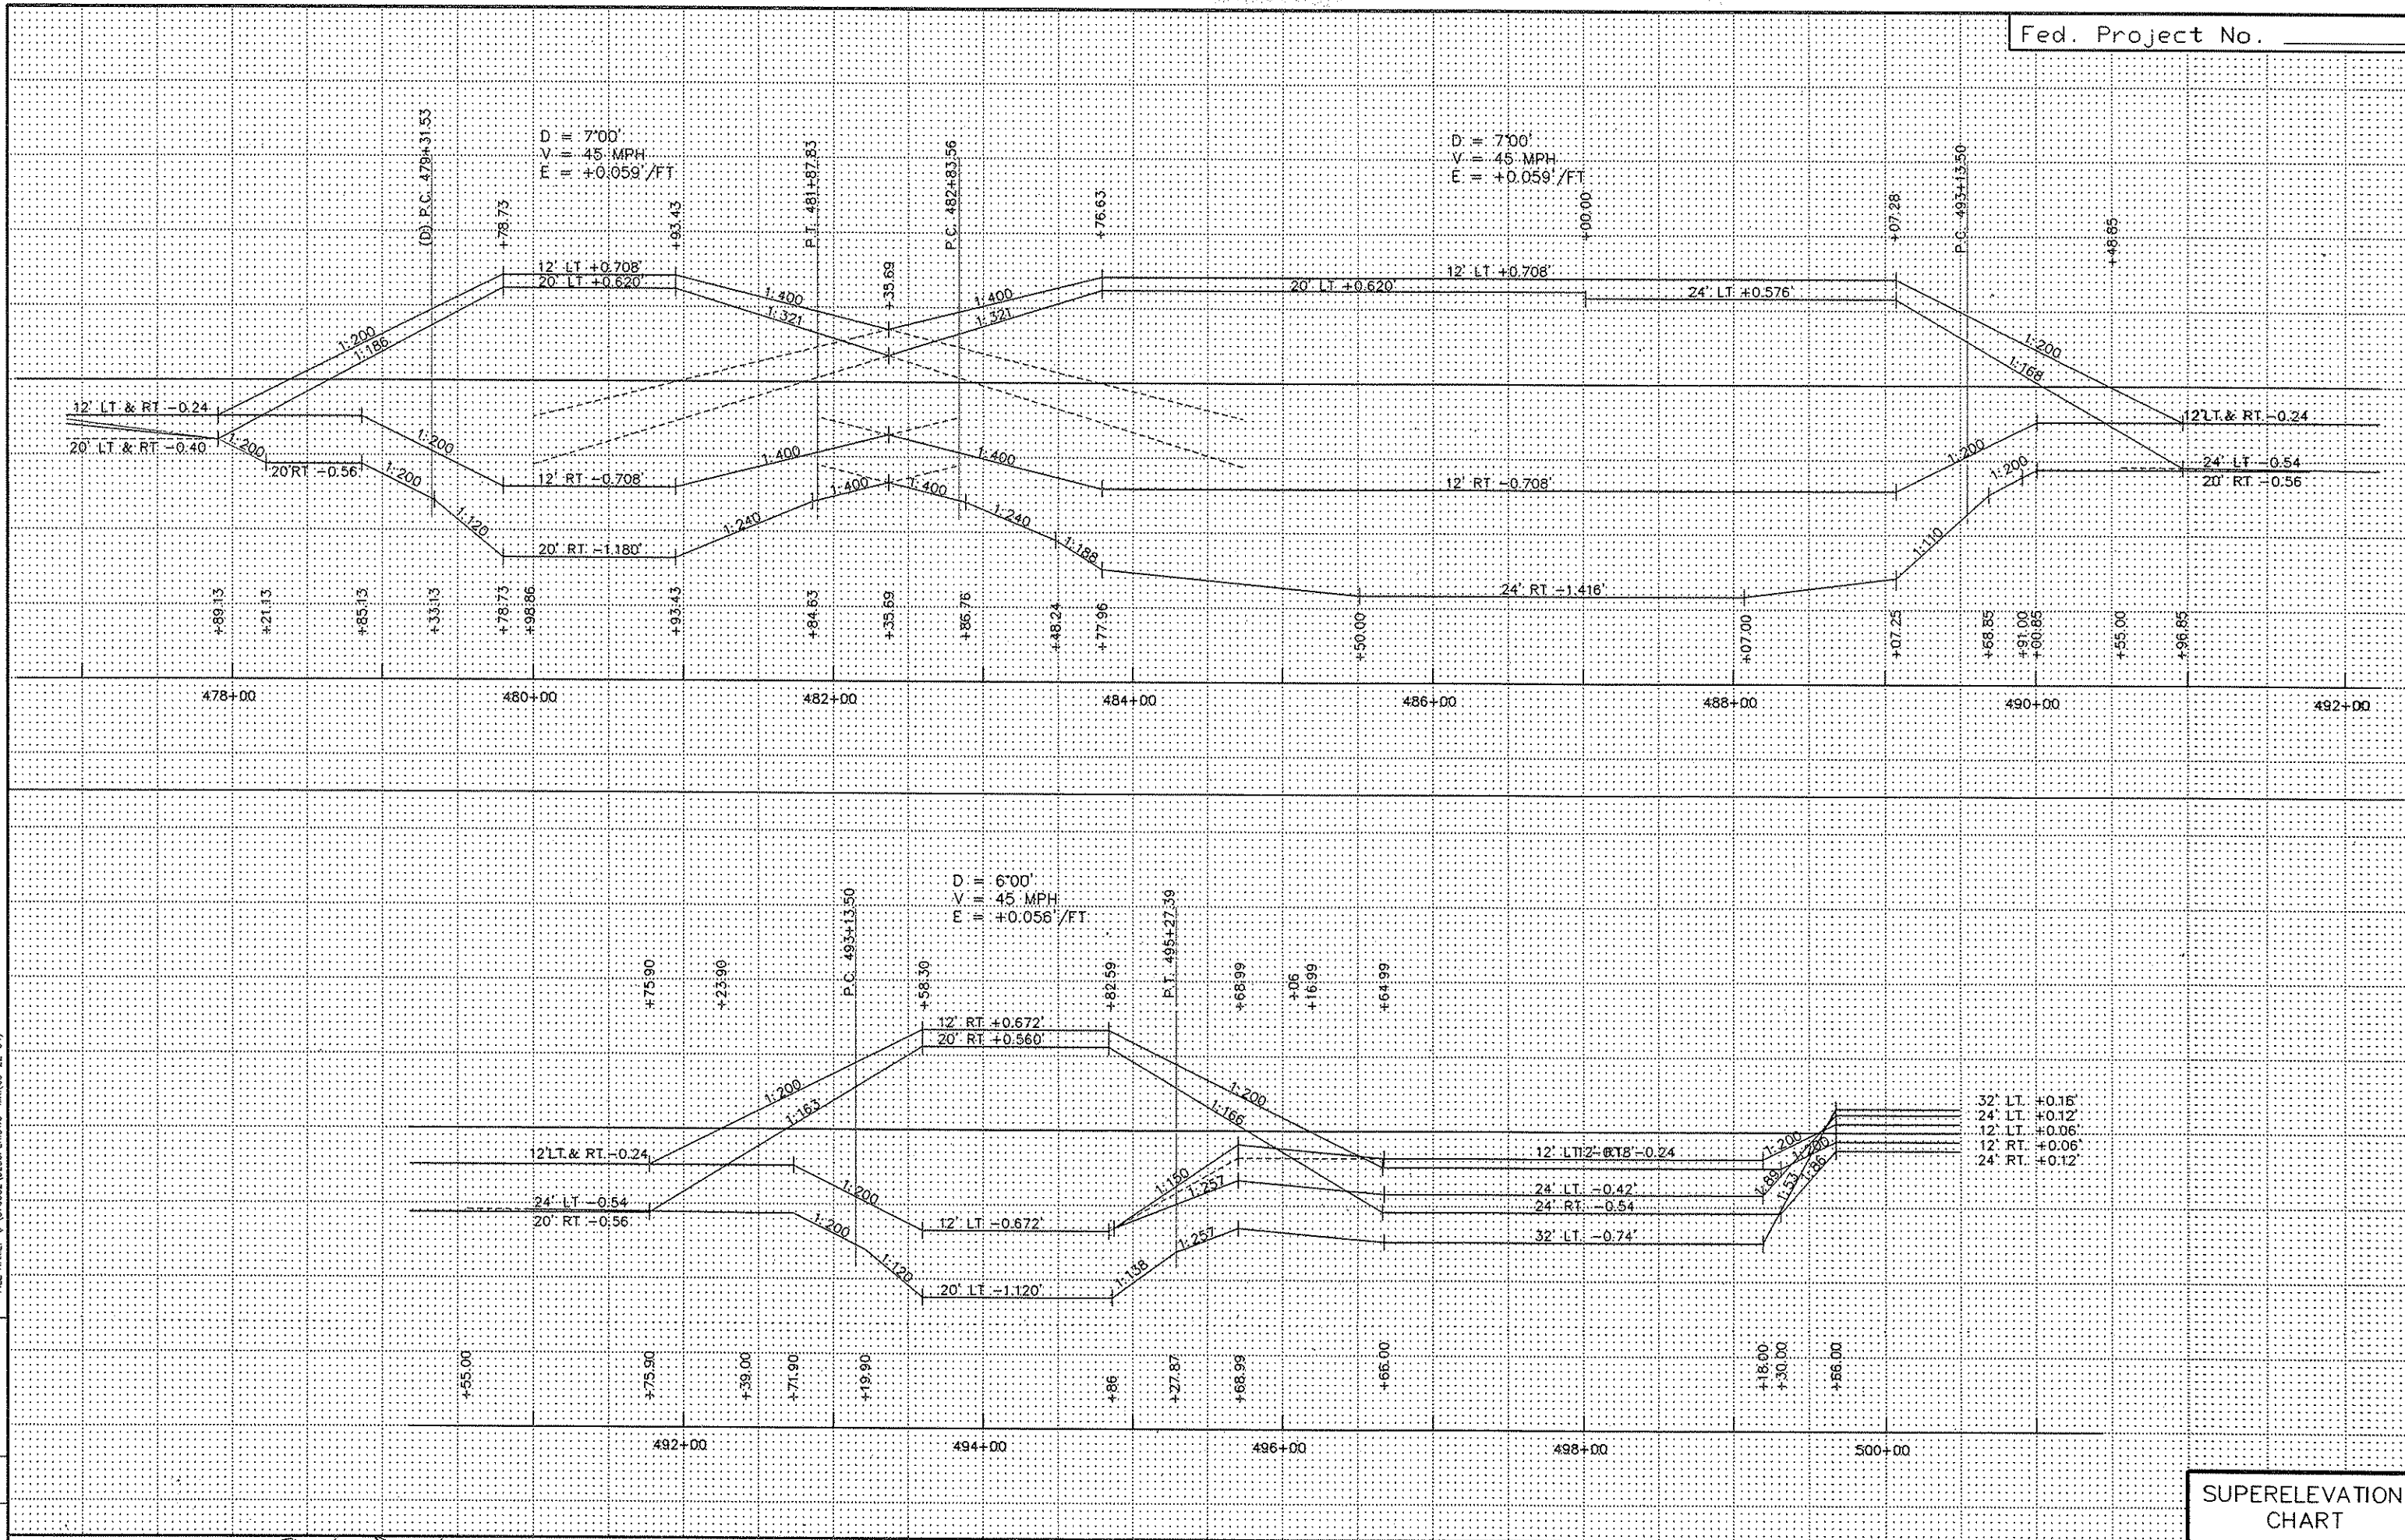 Fed. Project No.
(D) P.C. 479+31.53
D = 7°00'
V = 45 MPH
E = +0.059'/FT
P.T. 481+87.83
P.C. 482+83.56
D = 7°00'
V = 45 MPH
E = +0.059'/FT
P.C. 493+13.50
+78.73
+93.43
+35.69
+76.63
+00.00
+07.28
+48.85
12' LT +0.708'
20' LT +0.620'
1:400
1:321
1:400
1:321
12' LT +0.708'
20' LT +0.620'
24' LT +0.576'
1:200
1:186
1:200
1:168
12' LT & RT -0.24
20' LT & RT -0.40
1:200
20' RT -0.56
1:200
1:200
1:120
12' RT -0.708'
20' RT -1.180'
1:400
1:240
1:400
1:400
1:400
1:240
1:188
12' RT -0.708'
24' RT -1.416'
1:200
1:200
1:110
12' LT.& RT.-0.24
24' LT -0.54
20' RT -0.56
+89.13
+21.13
+85.13
+33.13
+78.73
+98.86
+93.43
+84.63
+35.69
+86.76
+48.24
+77.96
+50.00
+07.00
+07.25
+68.85
+91.00
+00.85
+55.00
+96.85
478+00
480+00
482+00
484+00
486+00
488+00
490+00
492+00
D = 6°00'
V = 45 MPH
E = +0.056'/FT
+75.90
+23.90
P.C. 493+13.50
+58.30
+82.59
P.T. 495+27.39
+68.99
+06
+16.99
+64.99
12' RT +0.672'
20' RT +0.560'
1:200
1:163
1:200
1:166
12' LT.& RT.-0.24
24' LT -0.54
20' RT -0.56
1:200
1:200
1:120
12' LT -0.672'
20' LT -1.120'
1:150
1:257
1:257
1:138
24' LT. -0.42'
24' RT. -0.54
32' LT. -0.74'
1:200
1:200
1:89
1:53
1:86
32' LT. +0.16'
24' LT. +0.12'
12' LT. +0.06'
12' RT. +0.06'
24' RT. +0.12'
+55.00
+75.90
+39.00
+71.90
+19.90
+86
+27.87
+68.99
+66.00
+18.00
+30.00
+66.00
492+00
494+00
496+00
498+00
500+00
SUPERELEVATION
CHART